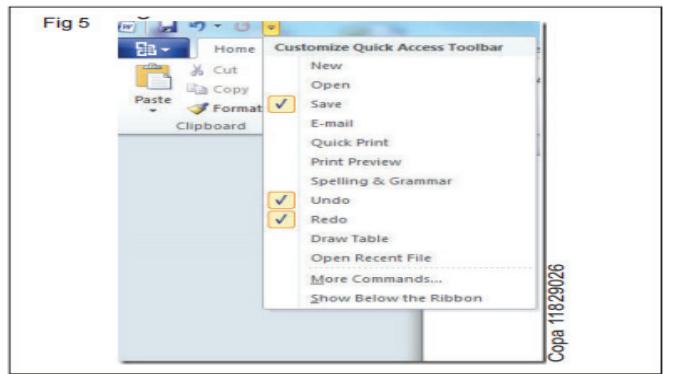 Fig 5
W
Home
Customize Quick Access Toolbar
Cut
Copy
Paste
Format
Clipboard
New
Open
Save
E-mail
Quick Print
Print Preview
Spelling & Grammar
Undo
Redo
Draw Table
Open Recent File
More Commands...
Show Below the Ribbon
Copa 11829026